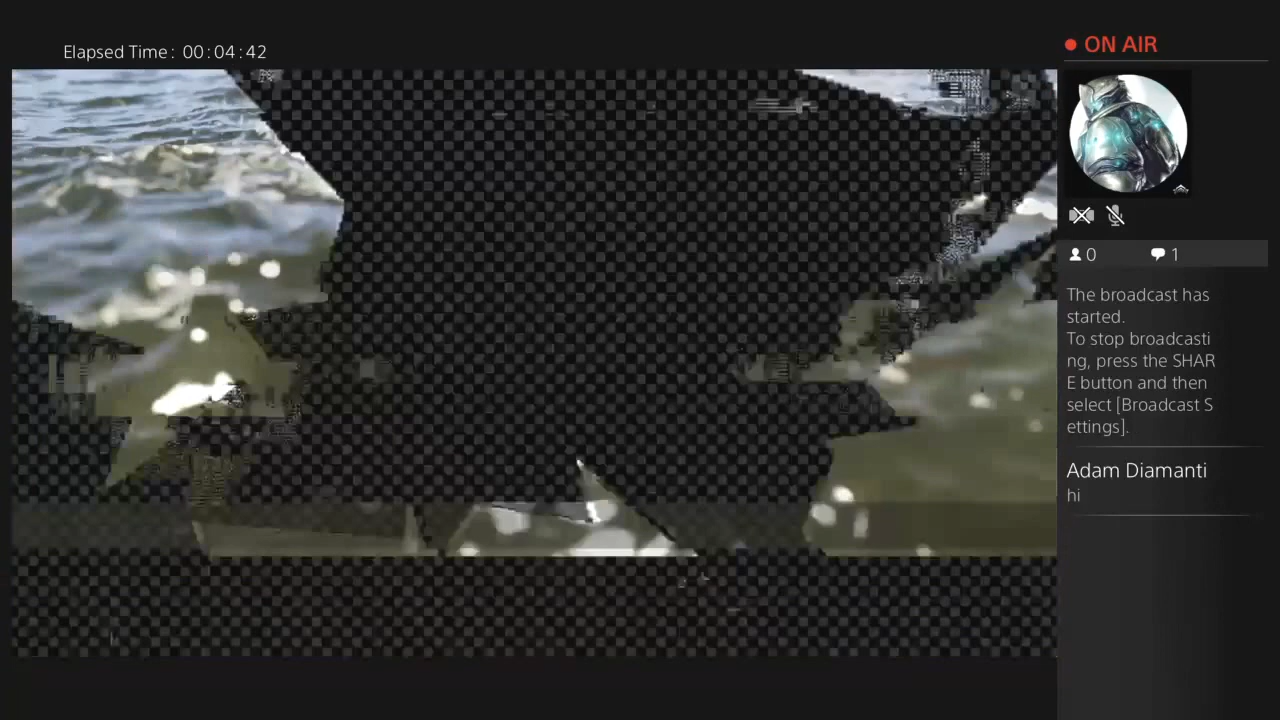 Elapsed Time: 00:04:42
ON AIR
0 1
The broadcast has
started.
To stop broadcasti
ng, press the SHAR
E button and then
select [Broadcast S
ettings].
Adam Diamanti
hi